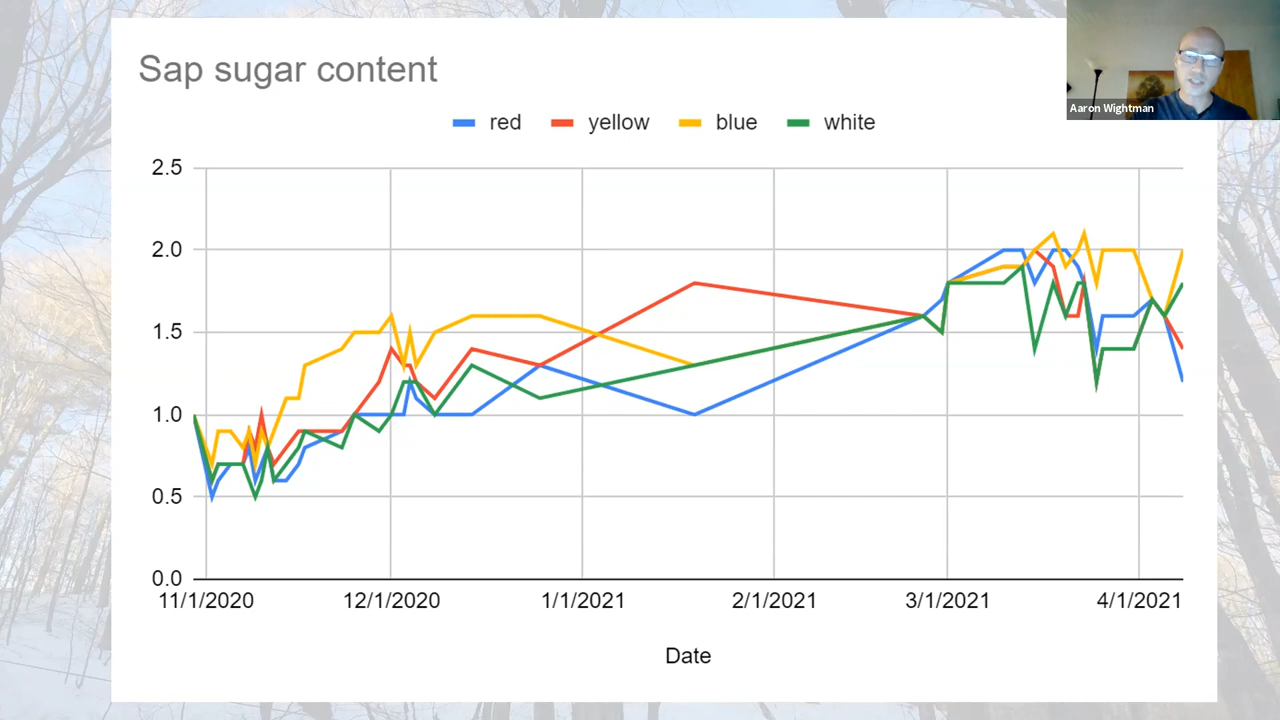 Sap sugar content
Aaron Wightman
red yellow blue white
2.5
2.0
1.5
1.0
0.5
0.0
11/1/2020 12/1/2020 1/1/2021 2/1/2021 3/1/2021 4/1/2021
Date